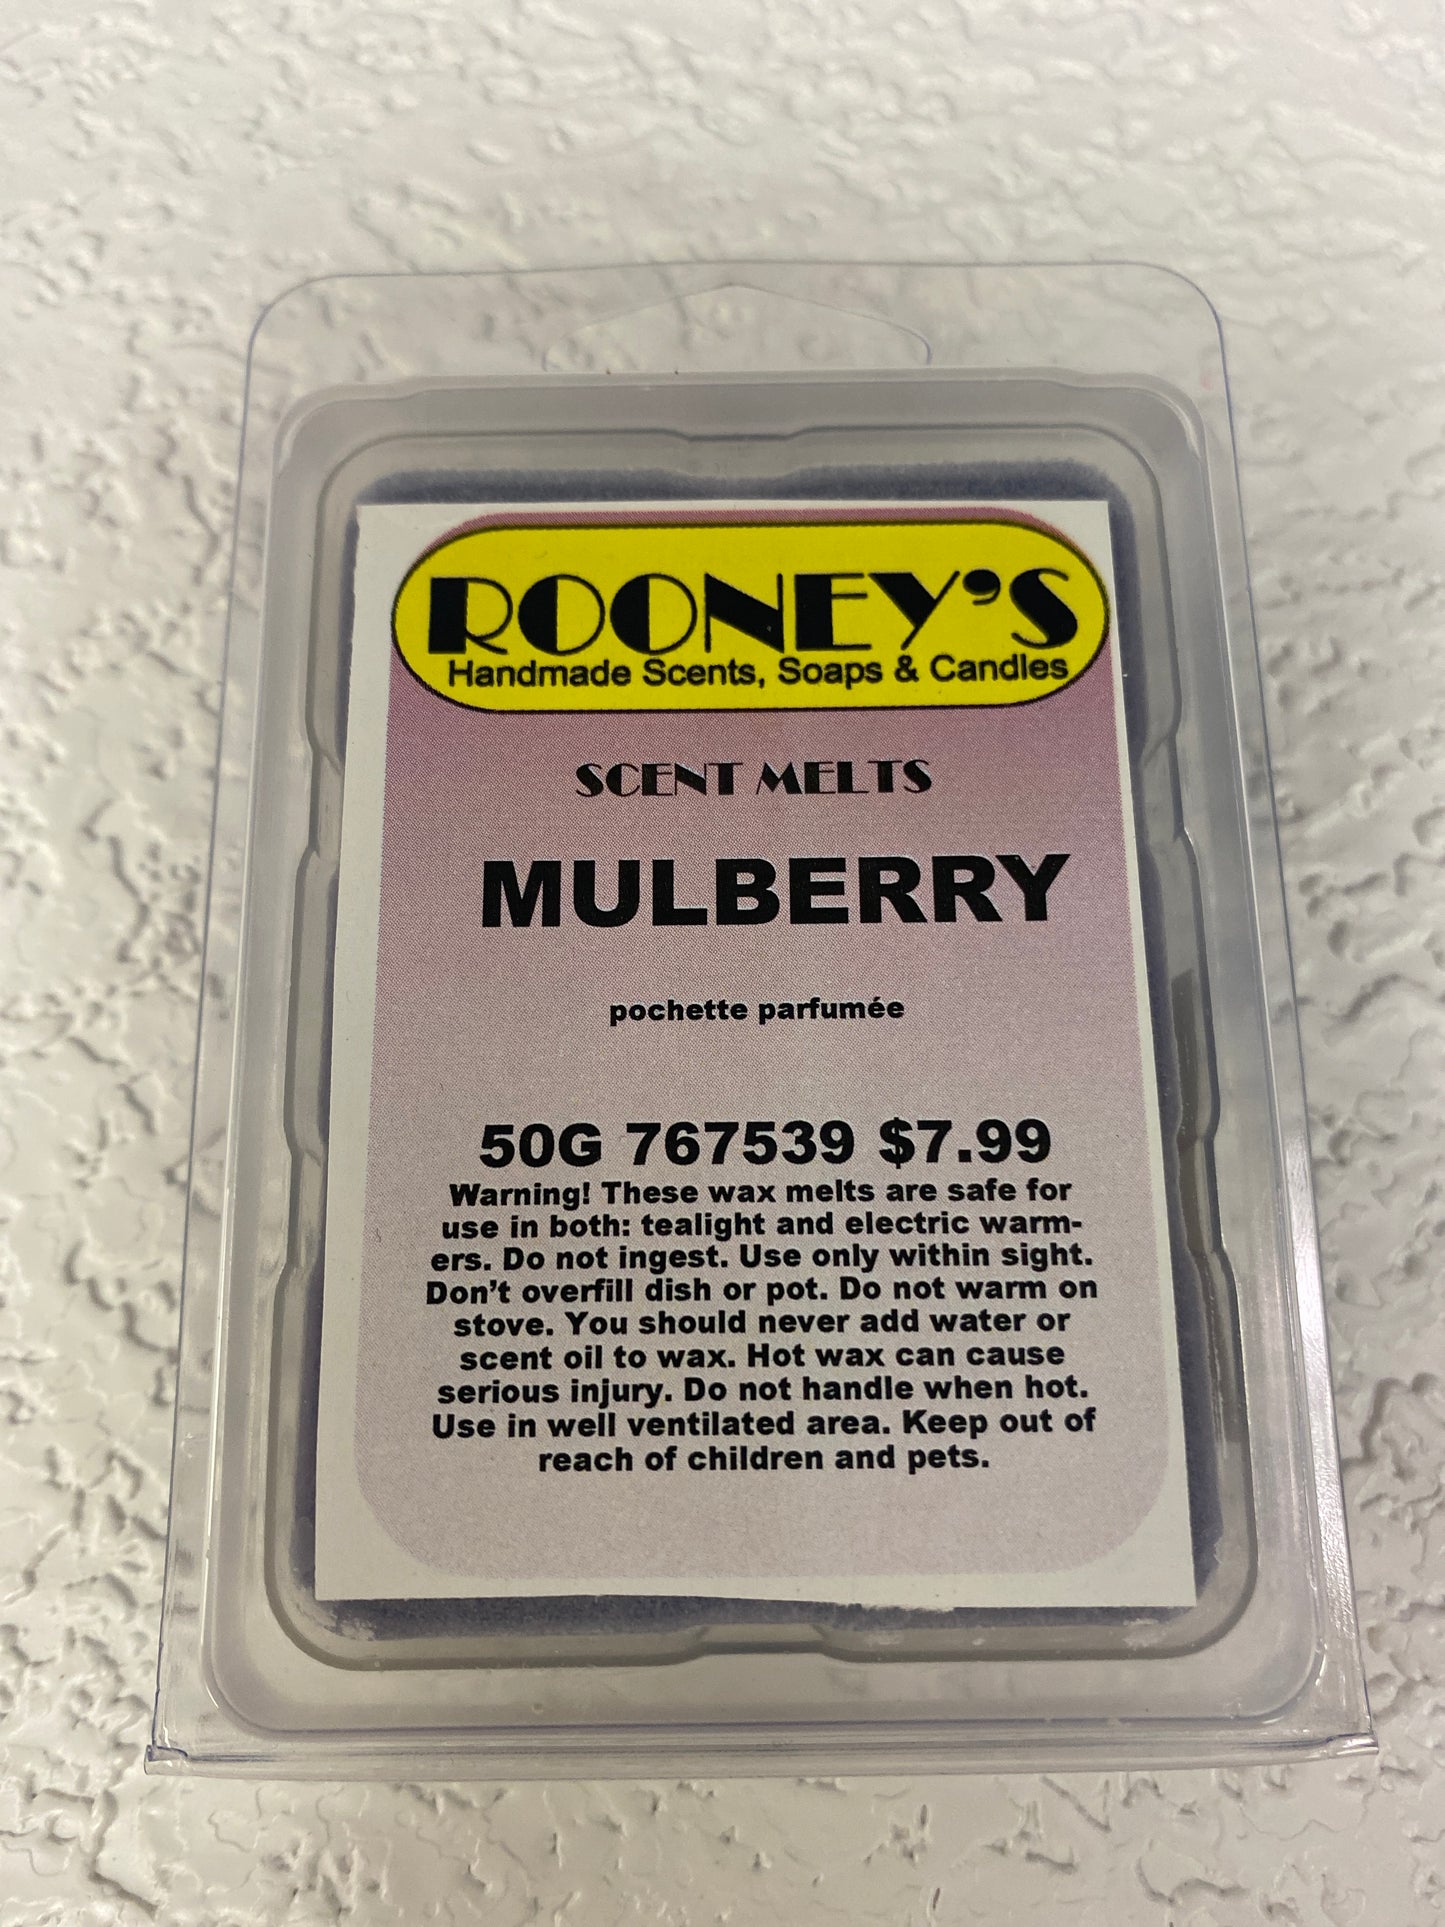 ROONEY'S
Handmade Scents, Soaps & Candles
SCENT MELTS
MULBERRY
pochette parfumée
50G 767539 $7.99
Warning! These wax melts are safe for
use in both: tealight and electric warm-
ers. Do not ingest. Use only within sight.
Don't overfill dish or pot. Do not warm on
stove. You should never add water or
scent oil to wax. Hot wax can cause
serious injury. Do not handle when hot.
Use in well ventilated area. Keep out of
reach of children and pets.